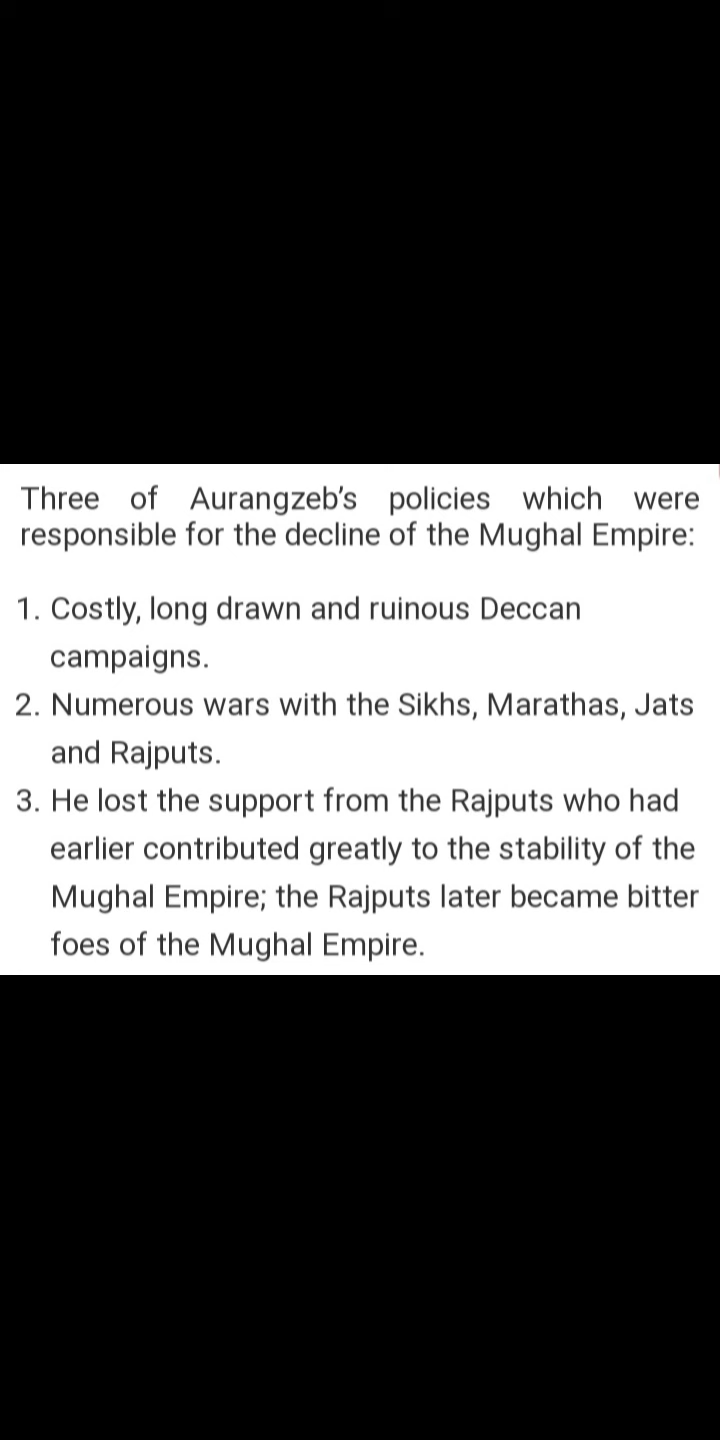 Three of Aurangzeb’s policies which were
responsible for the decline of the Mughal Empire:
1. Costly, long drawn and ruinous Deccan
campaigns.
2. Numerous wars with the Sikhs, Marathas, Jats
and Rajputs.
3. He lost the support from the Rajputs who had
earlier contributed greatly to the stability of the
Mughal Empire; the Rajputs later became bitter
foes of the Mughal Empire.